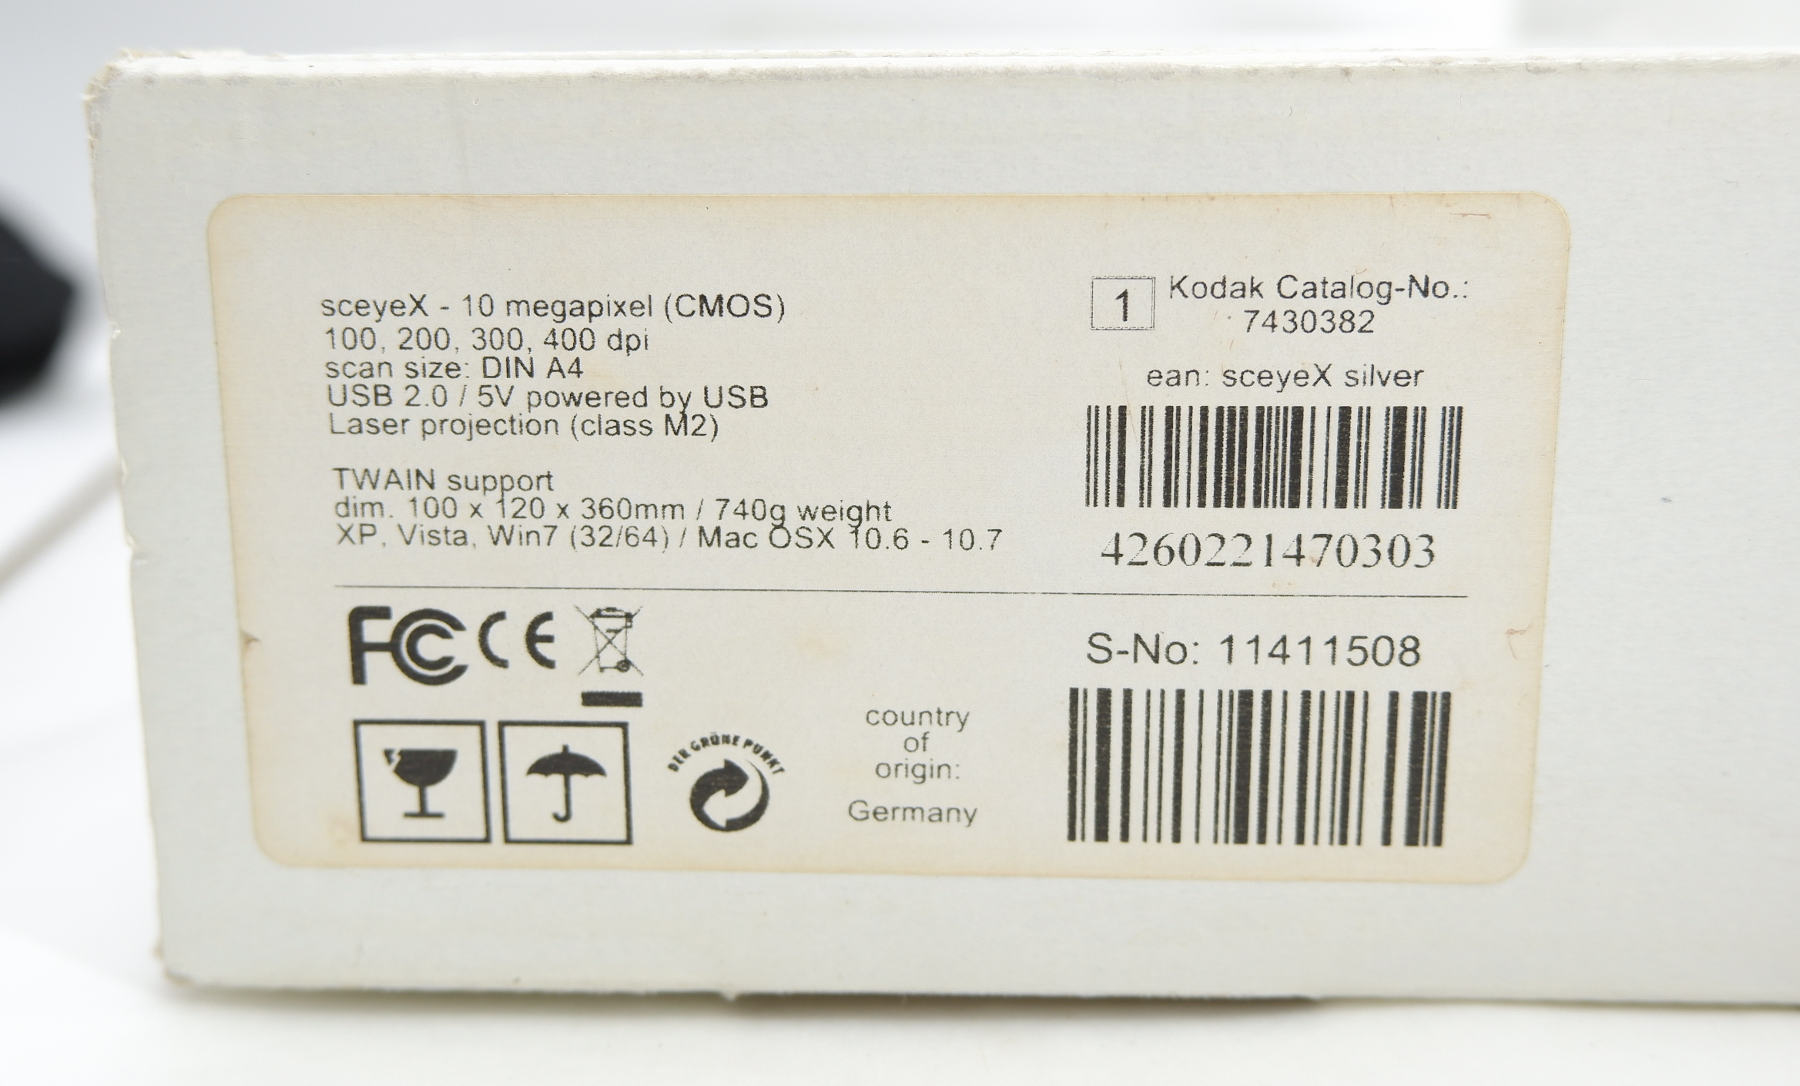 sceyeX - 10 megapixel (CMOS)
100, 200, 300, 400 dpi
scan size: DIN A4
USB 2.0 / 5V powered by USB
Laser projection (class M2)
TWAIN support
dim. 100 x 120 x 360mm / 740g weight
XP, Vista, Win7 (32/64) / Mac OSX 10.6 - 10.7
1
Kodak Catalog-No.:
7430382
ean: sceyeX silver
4260221470303
FC CE
DER GRÜNE PUNKT
country
of
origin:
Germany
S-No: 11411508